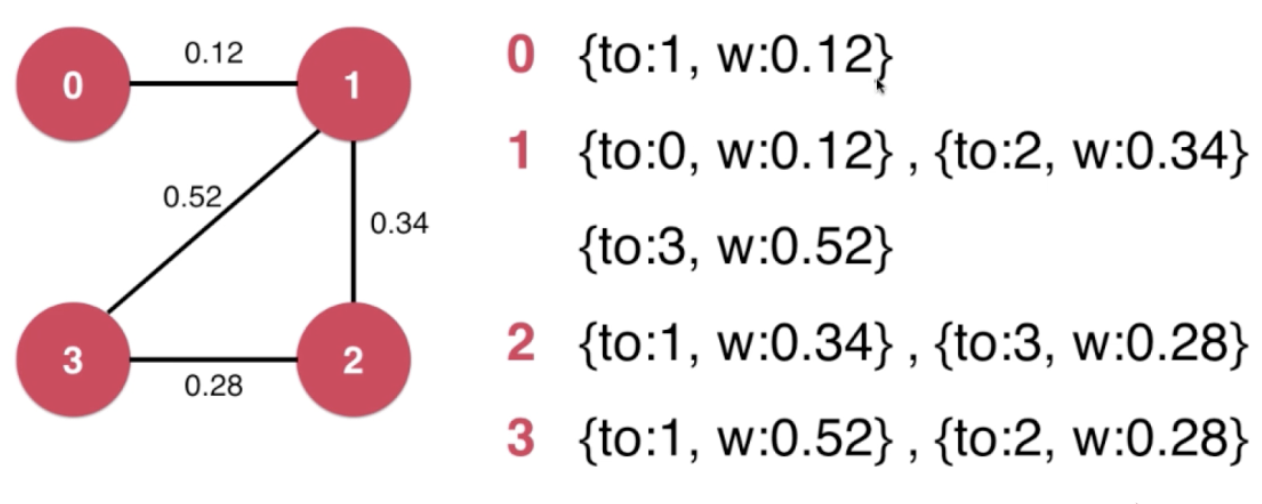 0
0.12
1
0.52
0.34
3
0.28
2
0 {to:1, w:0.12}
1 {to:0, w:0.12} , {to:2, w:0.34}
{to:3, w:0.52}
2 {to:1, w:0.34} , {to:3, w:0.28}
3 {to:1, w:0.52} , {to:2, w:0.28}